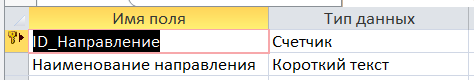 Имя поля Тип данных
ID_Направление Счетчик
Наименование направления Короткий текст